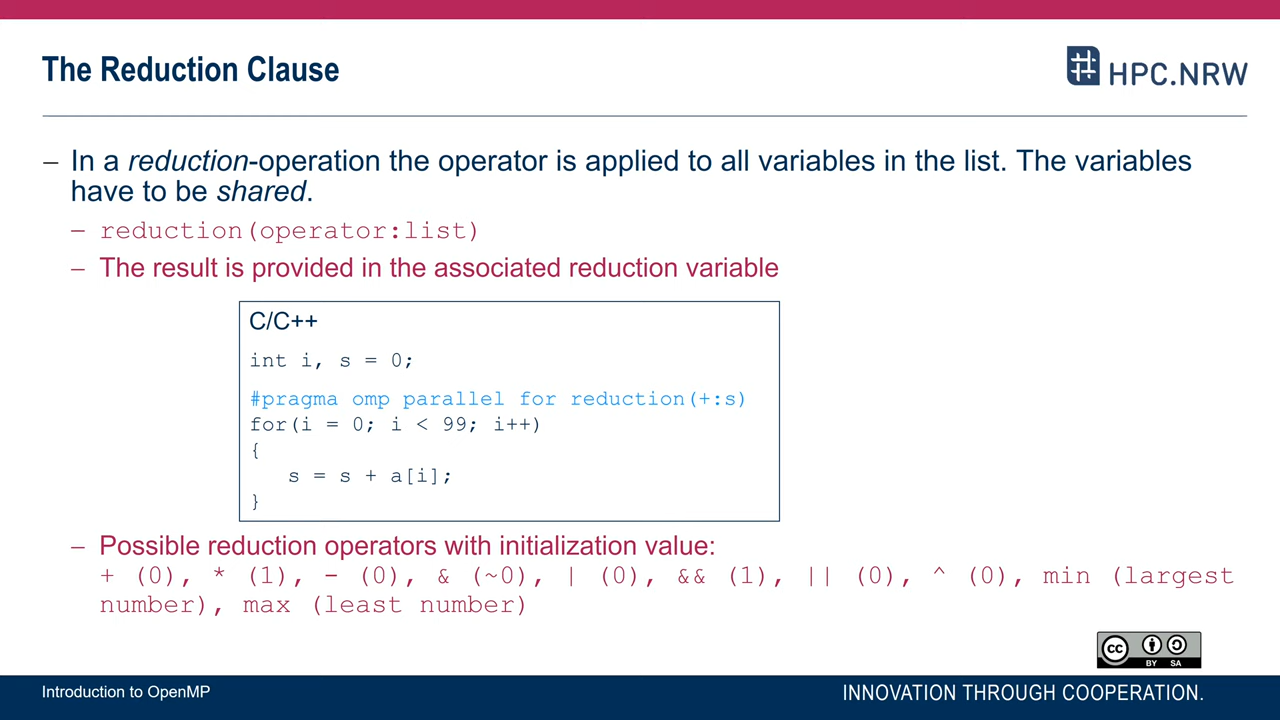 The Reduction Clause
HPC.NRW
– In a reduction-operation the operator is applied to all variables in the list. The variables
have to be shared.
– reduction(operator:list)
– The result is provided in the associated reduction variable
C/C++
int i, s = 0;
#pragma omp parallel for reduction(+:s)
for(i = 0; i < 99; i++)
{
   s = s + a[i];
}
– Possible reduction operators with initialization value:
+ (0), * (1), - (0), & (~0), | (0), && (1), || (0), ^ (0), min (largest
number), max (least number)
cc
BY SA
Introduction to OpenMP
INNOVATION THROUGH COOPERATION.